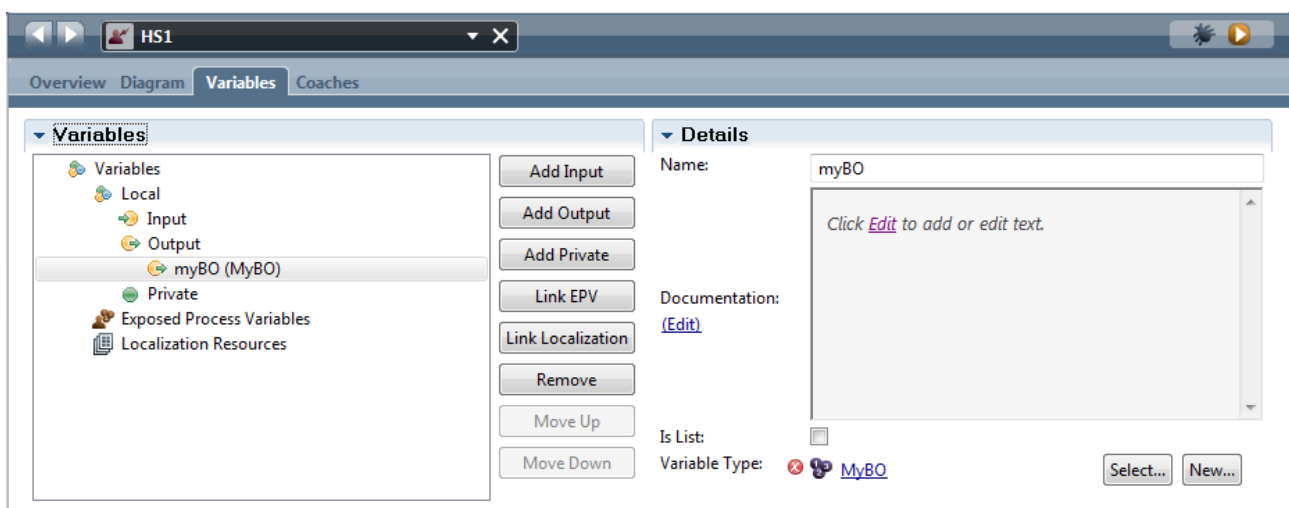 HS1
Overview Diagram Variables Coaches
Variables
Variables
Local
Input
Output
myBO (MyBO)
Private
Exposed Process Variables
Localization Resources
Add Input
Add Output
Add Private
Link EPV
Link Localization
Remove
Move Up
Move Down
Details
Name: myBO
Click Edit to add or edit text.
Documentation:
(Edit)
Is List:
Variable Type: MyBO Select... New...